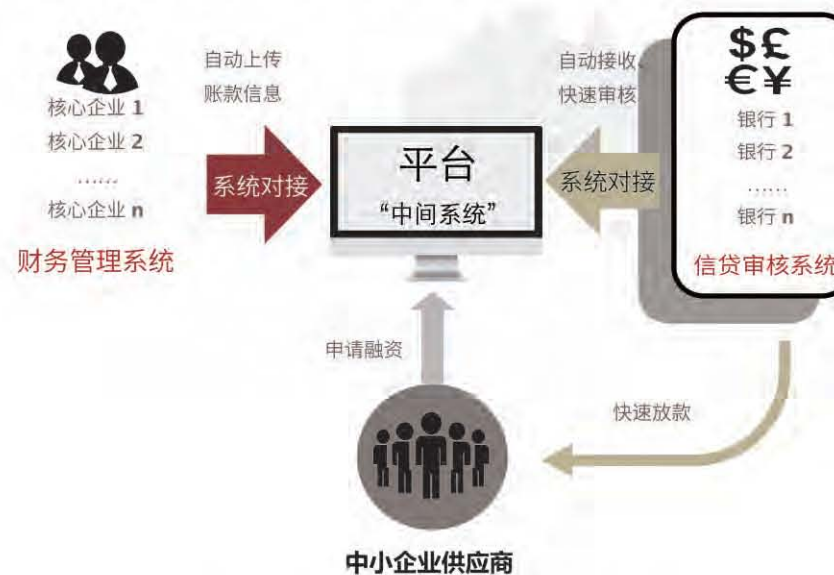 核心企业 1
核心企业 2
……
核心企业 n
财务管理系统
自动上传
账款信息
系统对接
平台
“中间系统”
自动接收、
快速审核
系统对接
$£
€¥
银行 1
银行 2
……
银行 n
信贷审核系统
申请融资
快速放款
中小企业供应商